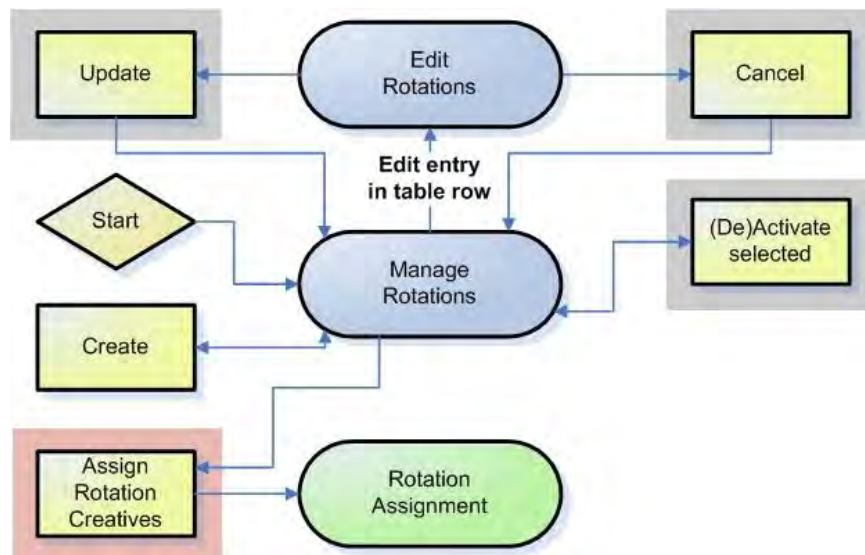 Update
Edit
Rotations
Cancel
Edit entry
in table row
Start
(De)Activate
selected
Manage
Rotations
Create
Assign
Rotation
Creatives
Rotation
Assignment